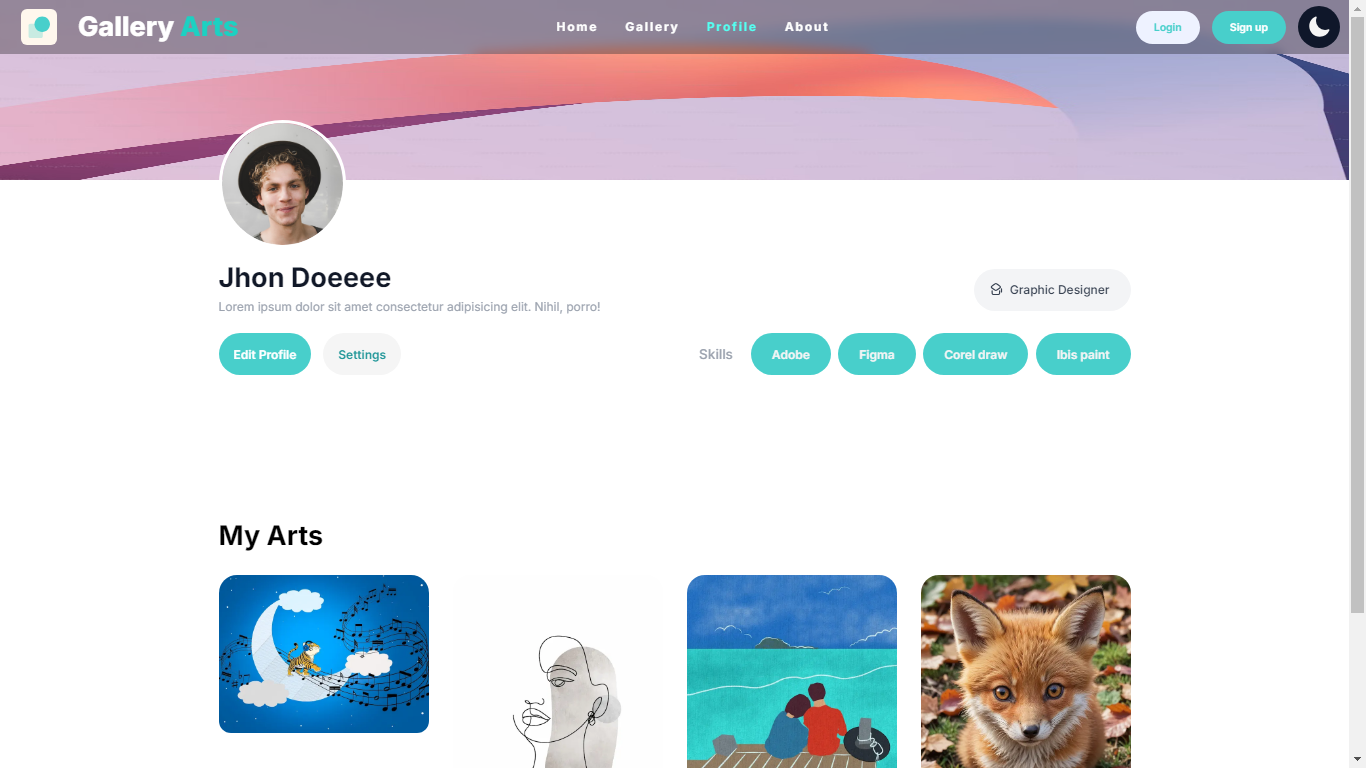 Gallery Arts
Home Gallery Profile About
Login Sign up
Jhon Doeeee
Lorem ipsum dolor sit amet consectetur adipisicing elit. Nihil, porro!
Graphic Designer
Edit Profile Settings
Skills Adobe Figma Corel draw Ibis paint
My Arts